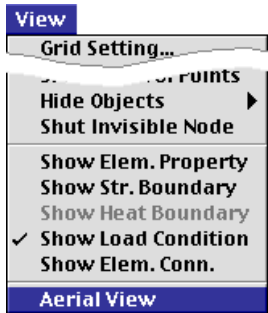 View
Grid Setting...
Points
Hide Objects
Shut Invisible Node
Show Elem. Property
Show Str. Boundary
Show Heat Boundary
✓ Show Load Condition
Show Elem. Conn.
Aerial View